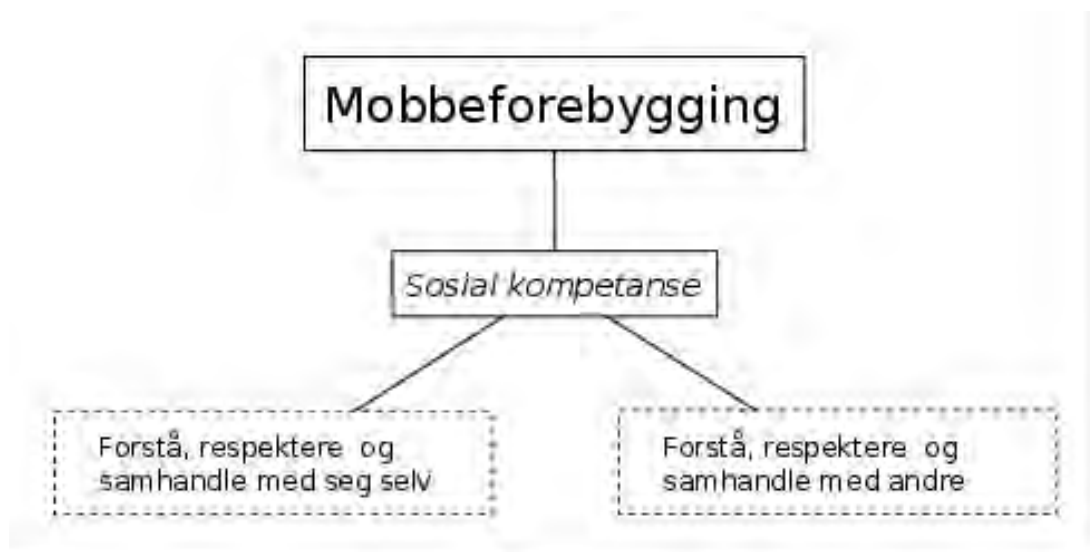 Mobbeforebygging
Sosial kompetanse
Forstå, respektere og
samhandle med seg selv
Forstå, respektere og
samhandle med andre